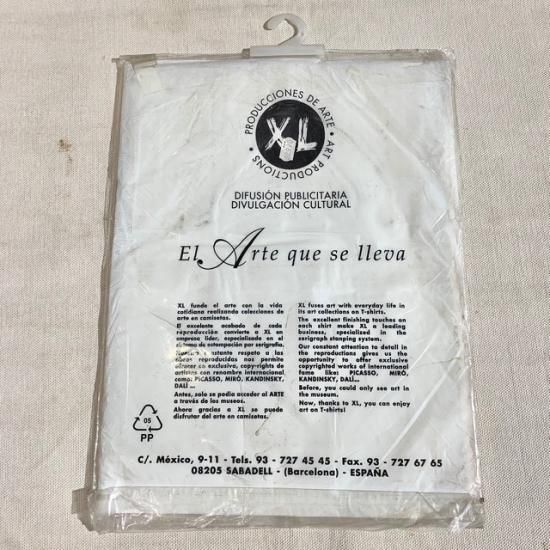 PRODUCCIONES DE ARTE • ART PRODUCTIONS •
XL
DIFUSIÓN PUBLICITARIA
DIVULGACIÓN CULTURAL
El Arte que se lleva
XL funde el arte con la vida
cotidiana realizando colecciones de
arte en camisetas.
El excelente acabado de cada
reproducción convierte a XL en
empresa líder, especializada en el
sistema de estampación por serigrafía.
Nuestro constante respeto a las
obras reproducidas nos permite
ofrecer en exclusiva, copy-rights de
artistas con renombre internacional
como: PICASSO, MIRÓ, KANDINSKY,
DALÍ...
Antes, solo se podía acceder al ARTE
a través de los museos.
Ahora gracias a XL se puede
disfrutar del arte en camisetas.
XL fuses art with everyday life in
its art collections on T-shirts.
The excellent finishing touches on
each shirt make XL a leading
business, specialized in the
serigraph stamping system.
Our constant attention to detail in
the reproductions gives us the
opportunity to offer exclusive
copyrighted works of international
fame like: PICASSO, MIRÓ,
KANDINSKY, DALÍ...
Before, you could only see art in the
museum.
Now, thanks to XL, you can enjoy
art on T-shirts!
05
PP
C/. México, 9-11 - Tels. 93 - 727 45 45 - Fax. 93 - 727 67 65
08205 SABADELL - (Barcelona) - ESPAÑA